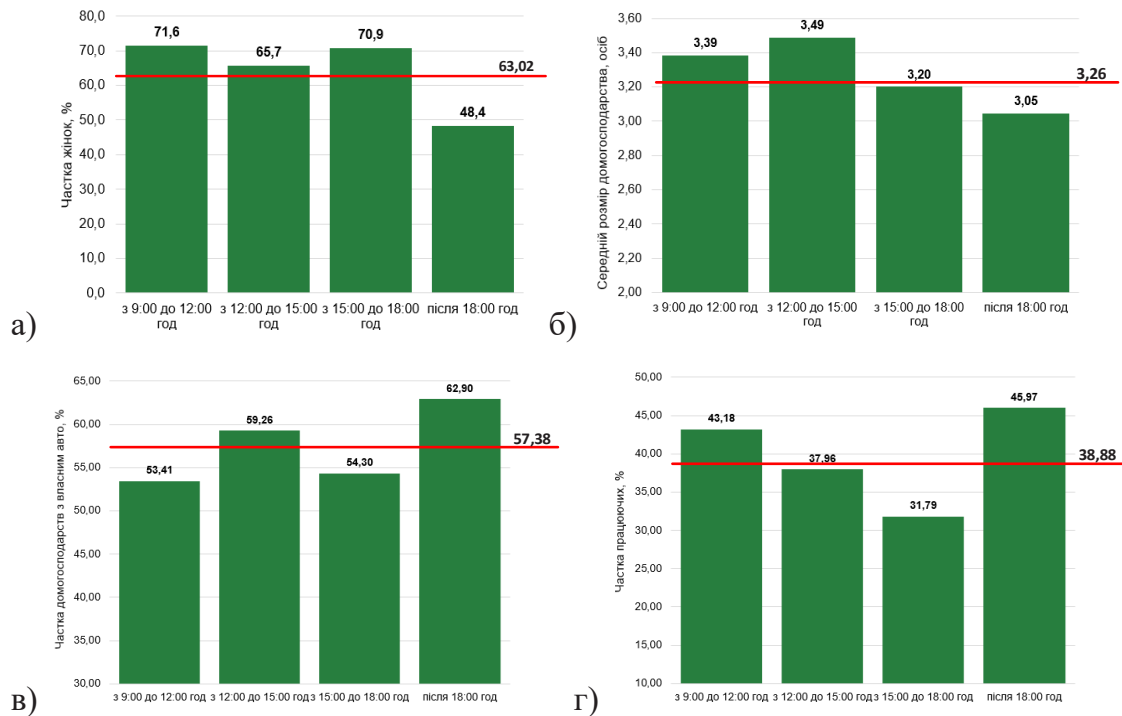 Частка жінок, %
80,0
70,0
60,0
50,0
40,0
30,0
20,0
10,0
0,0
71,6
65,7
70,9
48,4
63,02
з 9:00 до 12:00 год
з 12:00 до 15:00 год
з 15:00 до 18:00 год
після 18:00 год
а)
Середній розмір домогосподарства, осіб
3,60
3,40
3,20
3,00
2,80
2,60
2,40
2,20
2,00
3,39
3,49
3,20
3,05
3,26
з 9:00 до 12:00 год
з 12:00 до 15:00 год
з 15:00 до 18:00 год
після 18:00 год
б)
Частка домогосподарств з власним авто, %
65,00
60,00
55,00
50,00
45,00
40,00
35,00
30,00
53,41
59,26
54,30
62,90
57,38
з 9:00 до 12:00 год
з 12:00 до 15:00 год
з 15:00 до 18:00 год
після 18:00 год
в)
Частка працюючих, %
50,00
45,00
40,00
35,00
30,00
25,00
20,00
15,00
10,00
43,18
37,96
31,79
45,97
38,88
з 9:00 до 12:00 год
з 12:00 до 15:00 год
з 15:00 до 18:00 год
після 18:00 год
г)